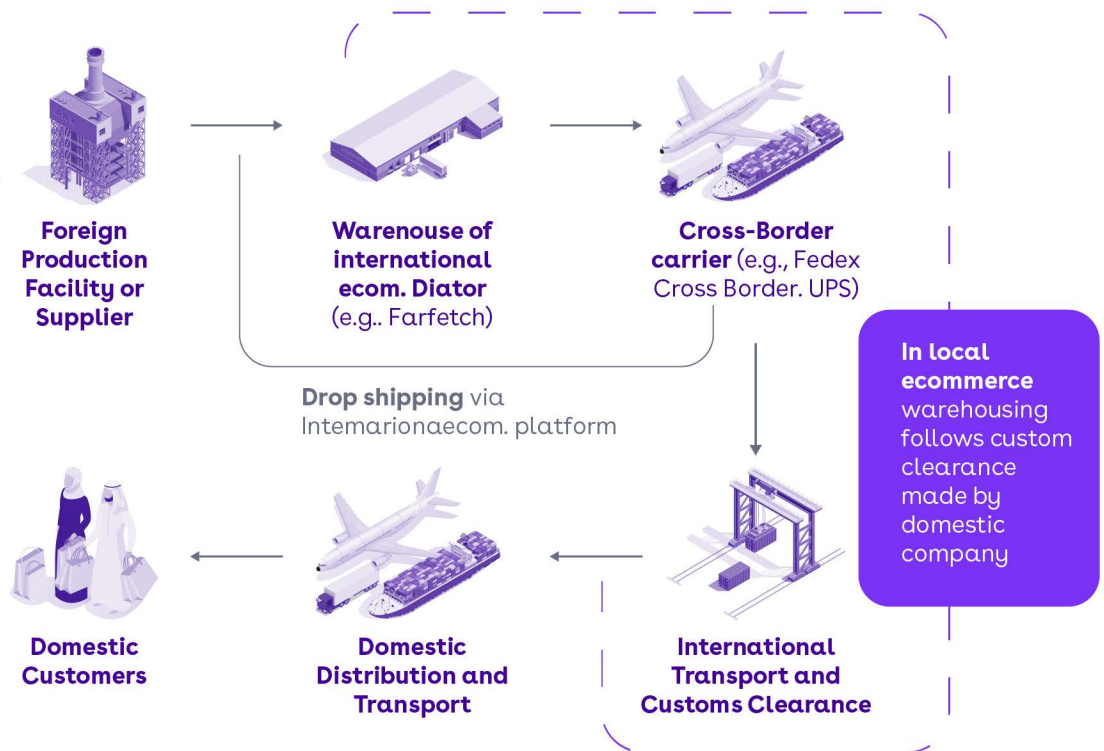 Foreign
Production
Facility or
Supplier
Warenouse of
international
ecom. Diator
(e.g.. Farfetch)
Cross-Border
carrier (e.g., Fedex
Cross Border. UPS)
Drop shipping via
Intemarionaecom. platform
In local
ecommerce
warehousing
follows custom
clearance
made by
domestic
company
Domestic
Customers
Domestic
Distribution and
Transport
International
Transport and
Customs Clearance